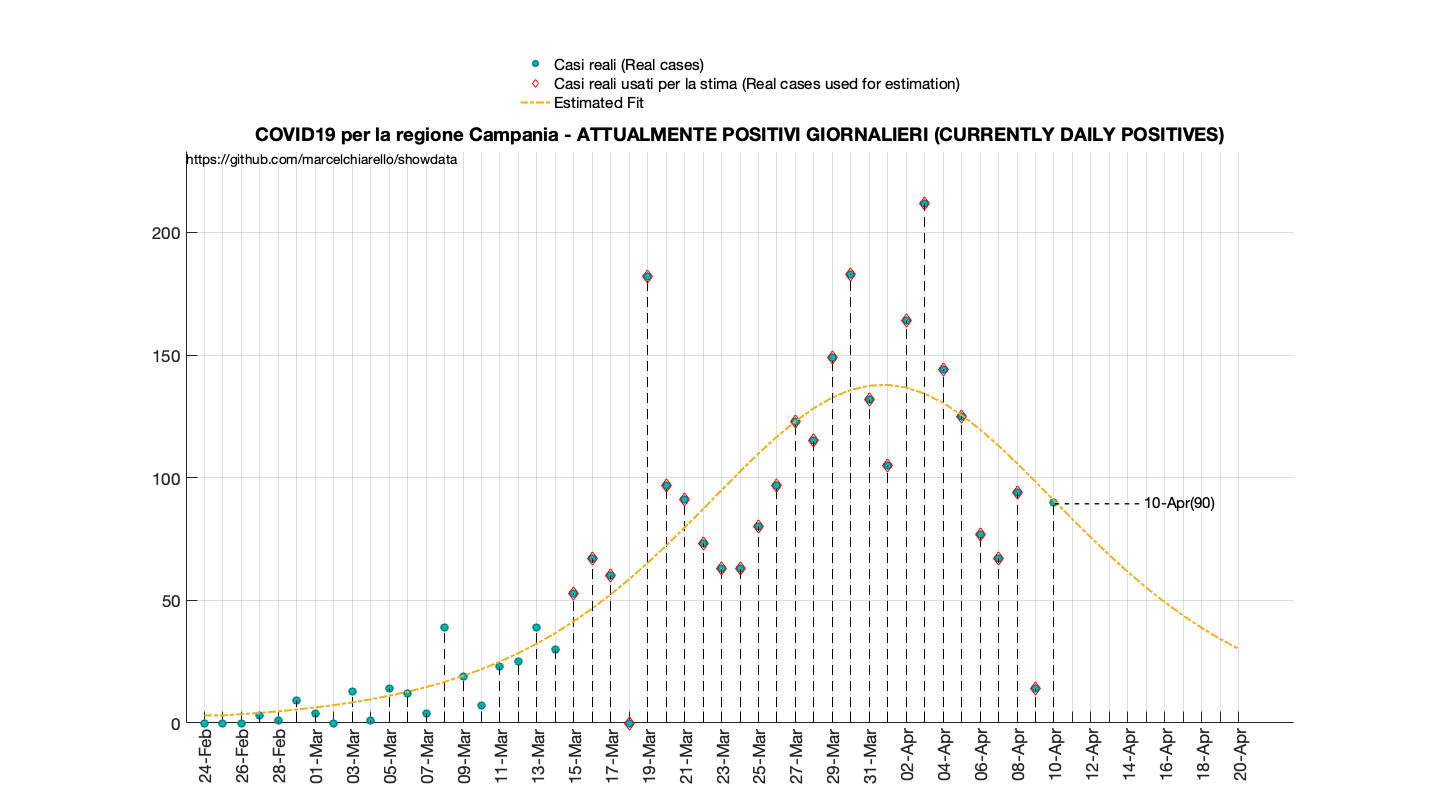 Casi reali (Real cases)
Casi reali usati per la stima (Real cases used for estimation)
Estimated Fit
COVID19 per la regione Campania - ATTUALMENTE POSITIVI GIORNALIERI (CURRENTLY DAILY POSITIVES)
https://github.com/marcelchiarello/showdata
200
150
100
50
0
10-Apr(90)
24-Feb
26-Feb
28-Feb
01-Mar
03-Mar
05-Mar
07-Mar
09-Mar
11-Mar
13-Mar
15-Mar
17-Mar
19-Mar
21-Mar
23-Mar
25-Mar
27-Mar
29-Mar
31-Mar
02-Apr
04-Apr
06-Apr
08-Apr
10-Apr
12-Apr
14-Apr
16-Apr
18-Apr
20-Apr